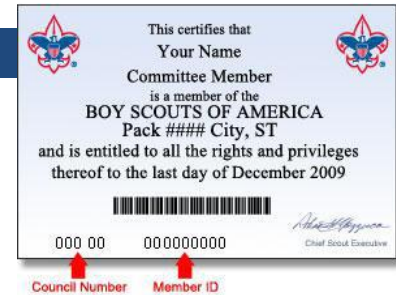 This certifies that
Your Name
Committee Member
is a member of the
BOY SCOUTS OF AMERICA
Pack #### City, ST
and is entitled to all the rights and privileges
thereof to the last day of December 2009
000 00 000000000
Chief Scout Executive
Council Number Member ID